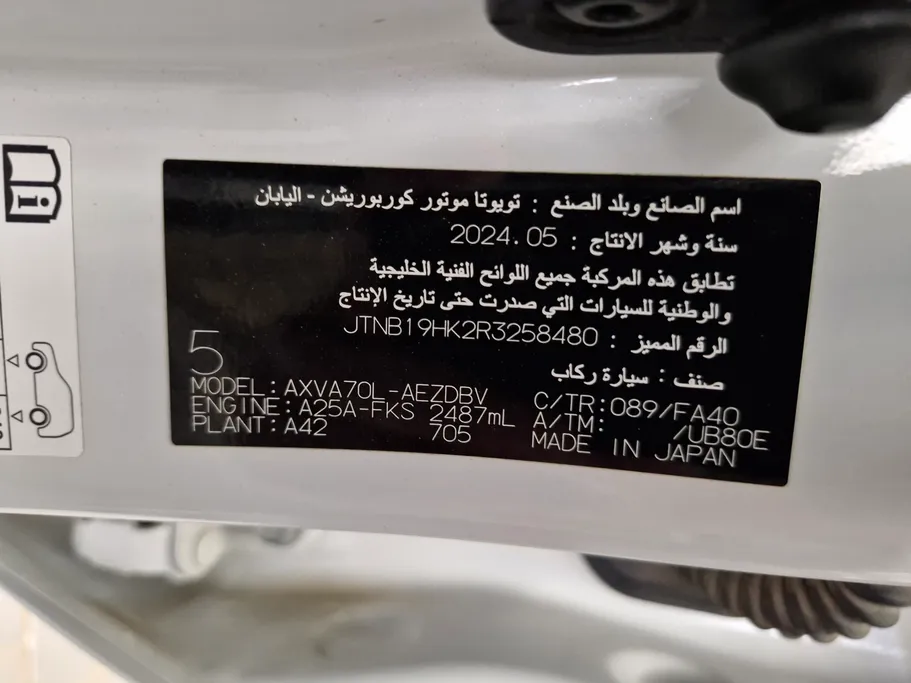 اسم الصانع وبلد الصنع : تويوتا موتور كوربوريشن - اليابان
سنة وشهر الانتاج : 2024.05
تطابق هذه المركبة جميع اللوائح الفنية الخليجية
والوطنية للسيارات التي صدرت حتى تاريخ الإنتاج
الرقم المميز : JTNB19HK2R3258480
صنف : سيارة ركاب
5
MODEL:AXVA70L-AEZDBV C/TR:089/FA40
ENGINE:A25A-FKS 2487mL A/TM: /UB80E
PLANT:A42 705 MADE IN JAPAN